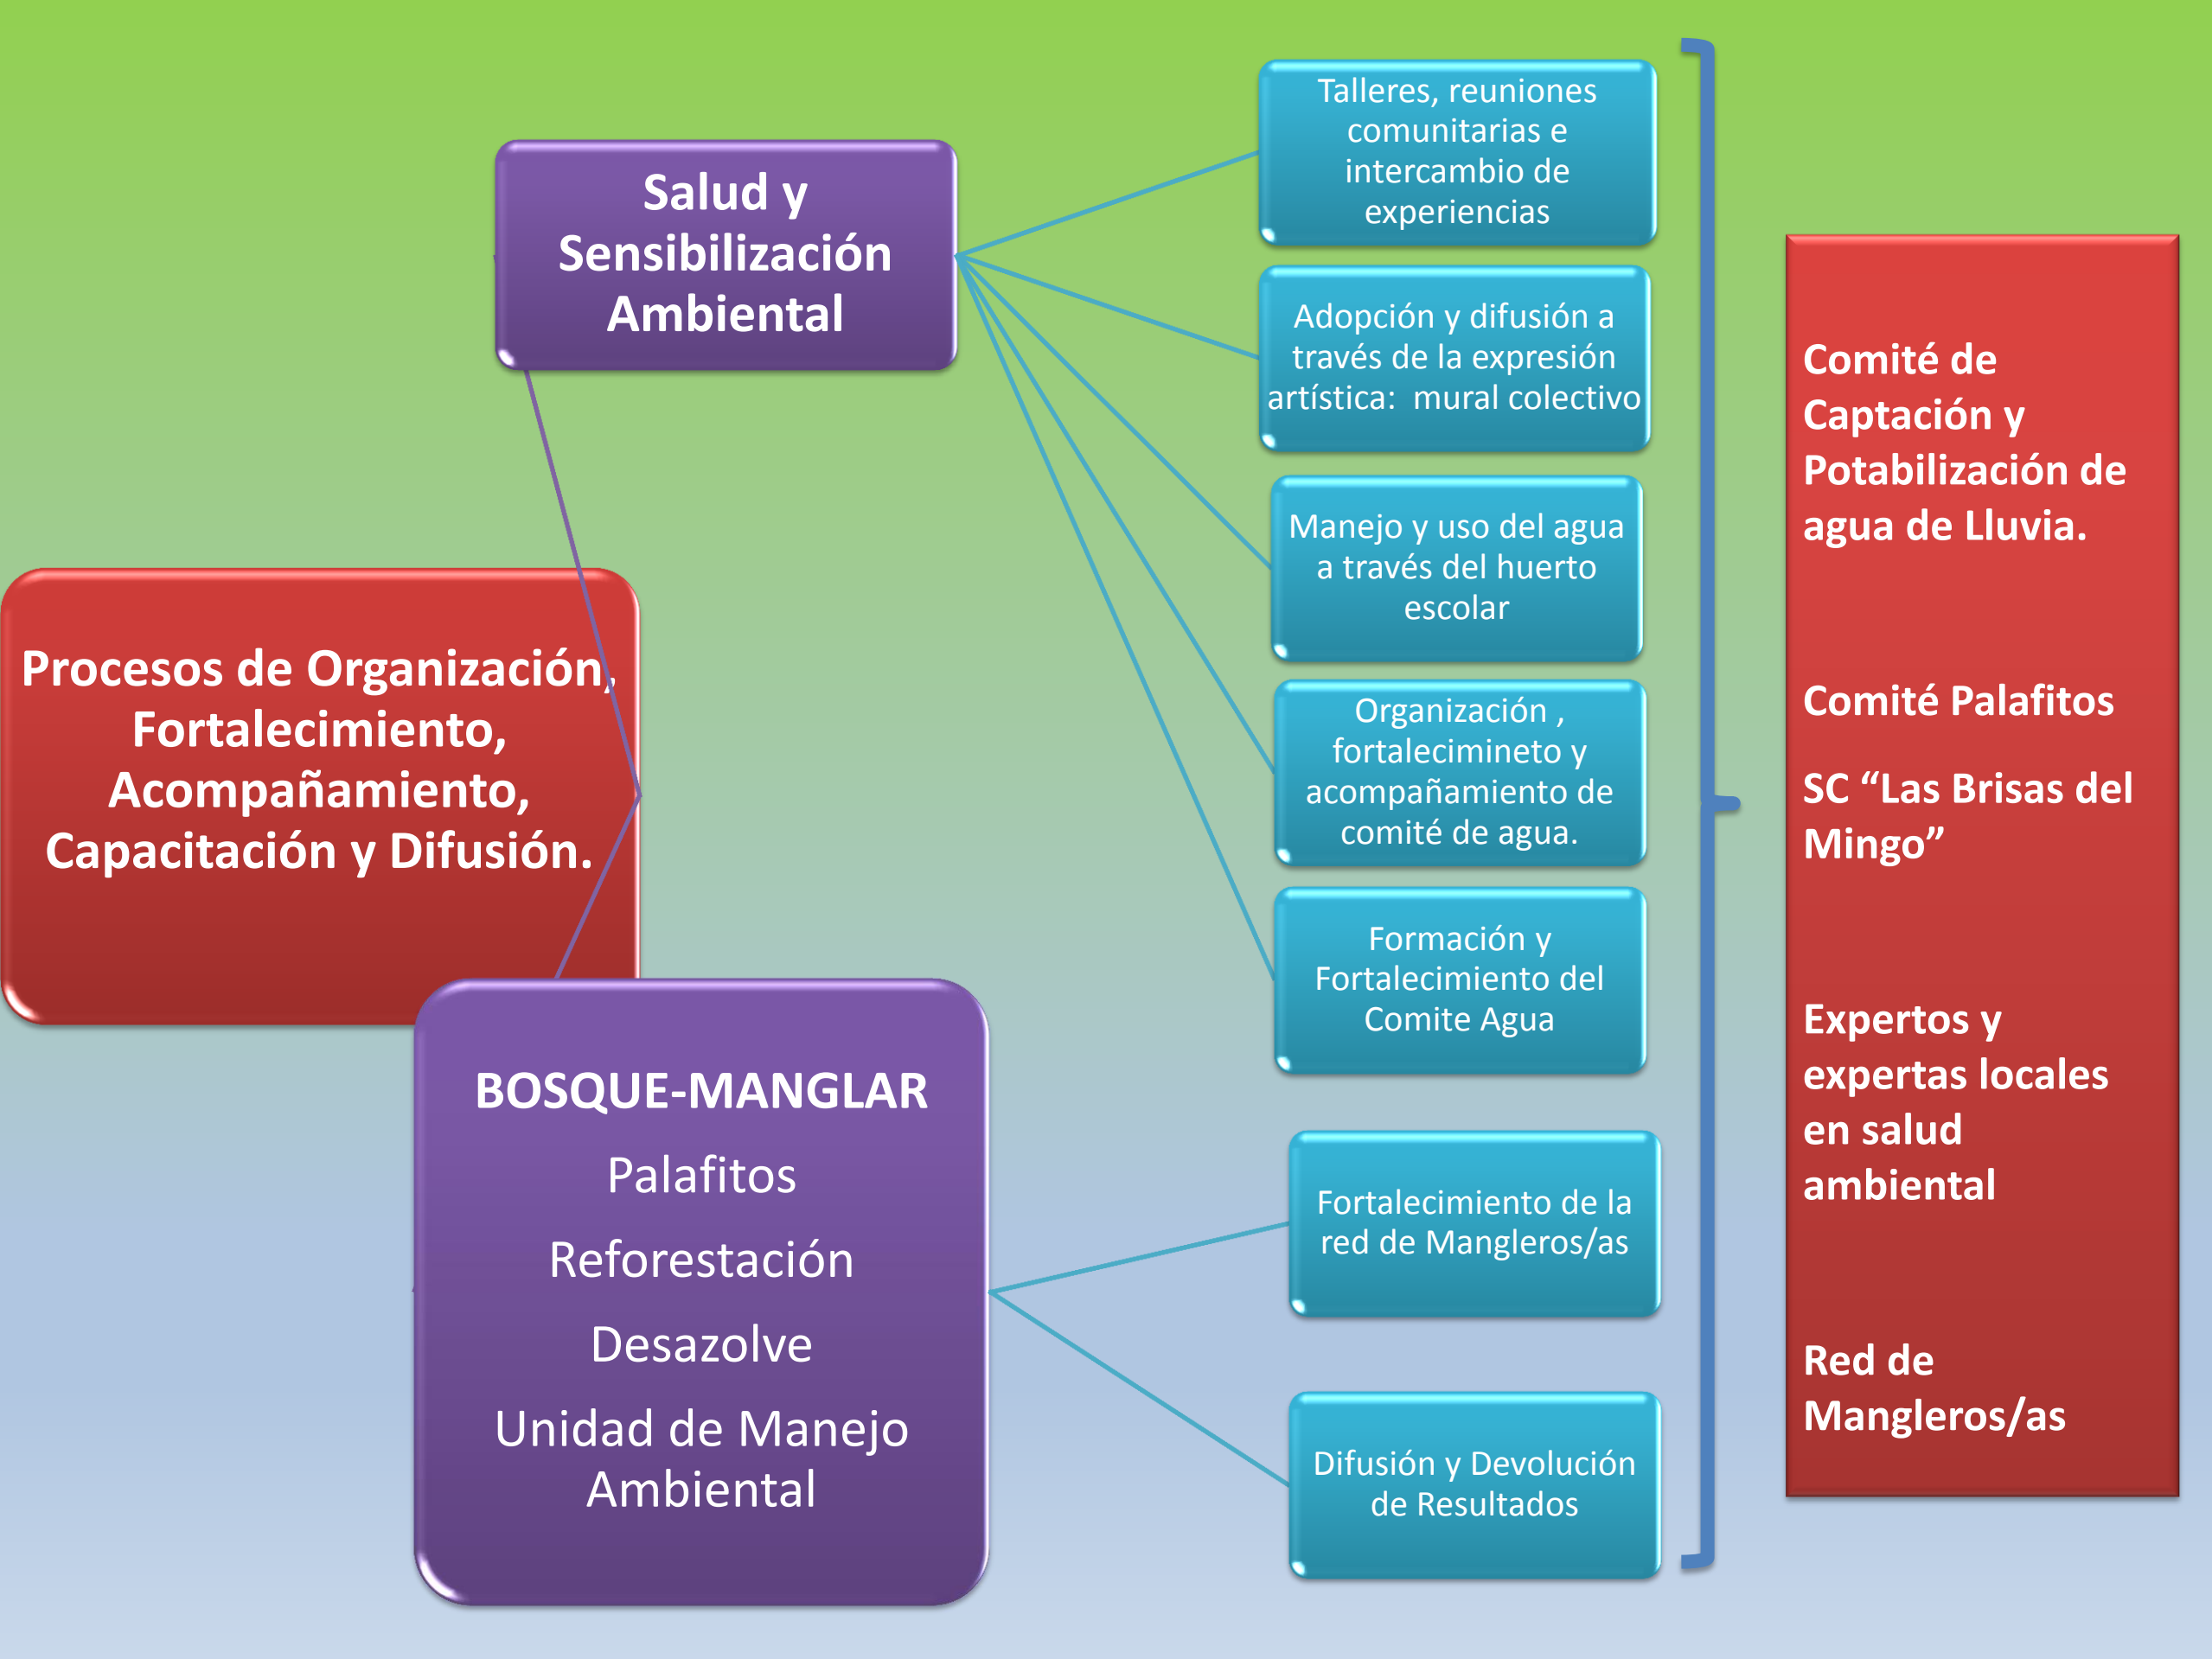 Procesos de Organización,
Fortalecimiento,
Acompañamiento,
Capacitación y Difusión.
Salud y
Sensibilización
Ambiental
BOSQUE-MANGLAR
Palafitos
Reforestación
Desazolve
Unidad de Manejo
Ambiental
Talleres, reuniones
comunitarias e
intercambio de
experiencias
Adopción y difusión a
través de la expresión
artística:  mural colectivo
Manejo y uso del agua
a través del huerto
escolar
Organización ,
fortalecimineto y
acompañamiento de
comité de agua.
Formación y
Fortalecimiento del
Comite Agua
Fortalecimiento de la
red de Mangleros/as
Difusión y Devolución
de Resultados
Comité de
Captación y
Potabilización de
agua de Lluvia.
Comité Palafitos
SC “Las Brisas del
Mingo”
Expertos y
expertas locales
en salud
ambiental
Red de
Mangleros/as